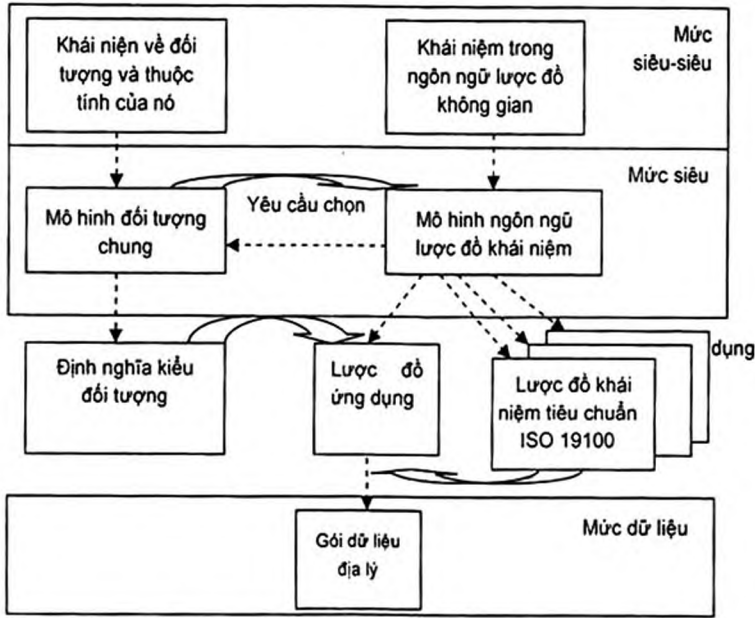 Khái niện về đối
tượng và thuộc
tính của nó
Khái niệm trong
ngôn ngữ lược đồ
không gian
Mức
siêu-siêu
Mức siêu
Mô hinh đối tượng
chung
Yêu cầu chọn
Mô hinh ngôn ngũ
lược đồ khái niệm
Định nghĩa kiểu
đối tượng
Lược đồ
ứng dụng
Lược đồ khái
niệm tiêu chuẩn
ISO 19100
dụng
Gói dữ liệu
địa lý
Mức dữ liệu